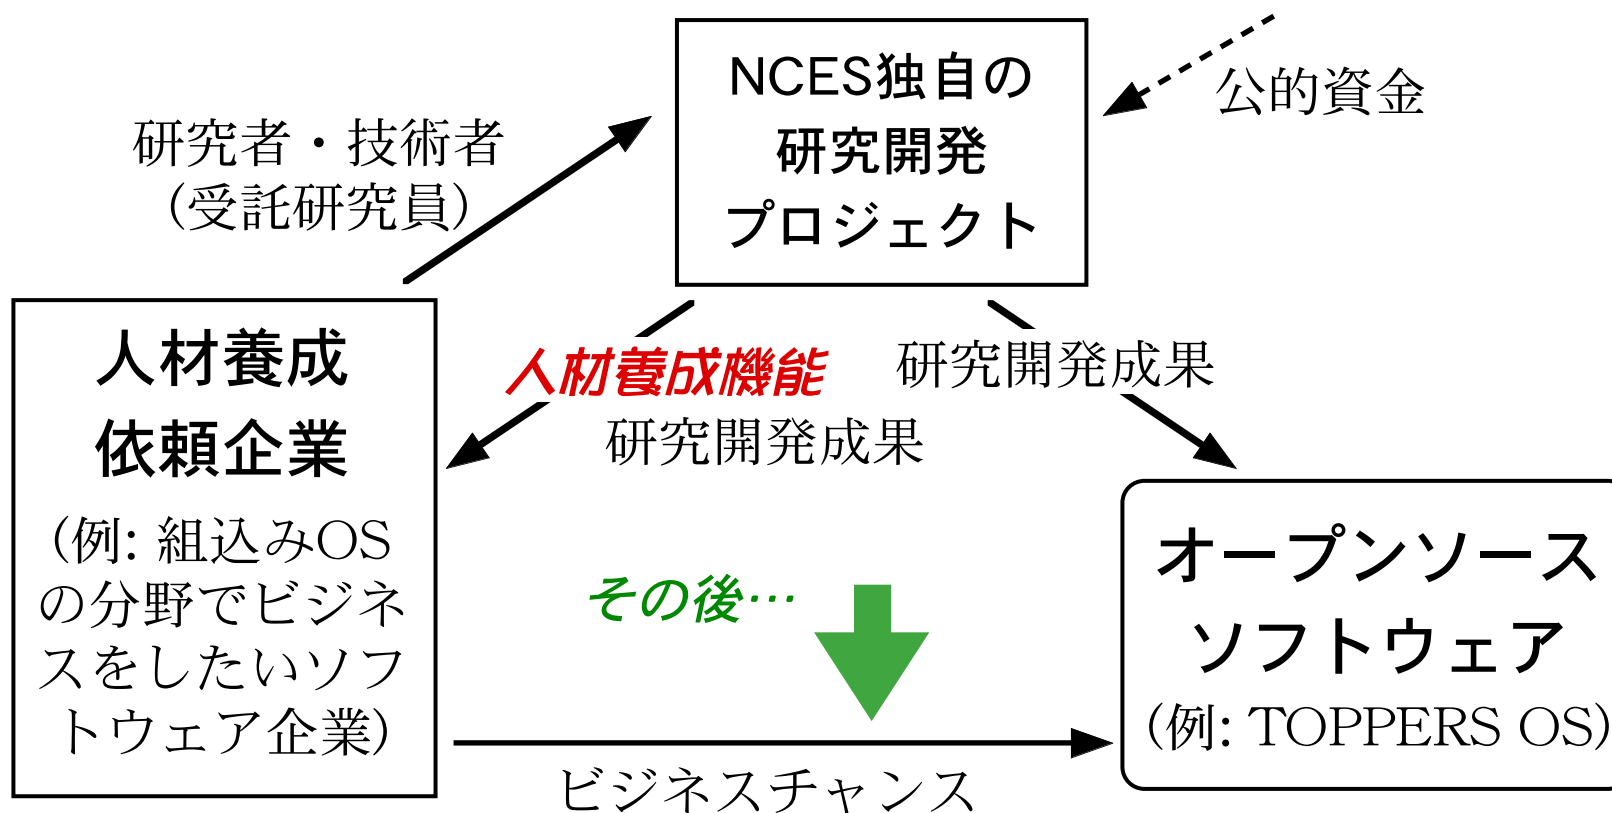 NCES独自の
研究開発
プロジェクト
公的資金
研究者・技術者
(受託研究員)
人材養成
依頼企業
(例: 組込みOS
の分野でビジネ
スをしたいソフ
トウェア企業)
人材養成機能
研究開発成果
研究開発成果
その後…
オープンソース
ソフトウェア
(例: TOPPERS OS)
ビジネスチャンス